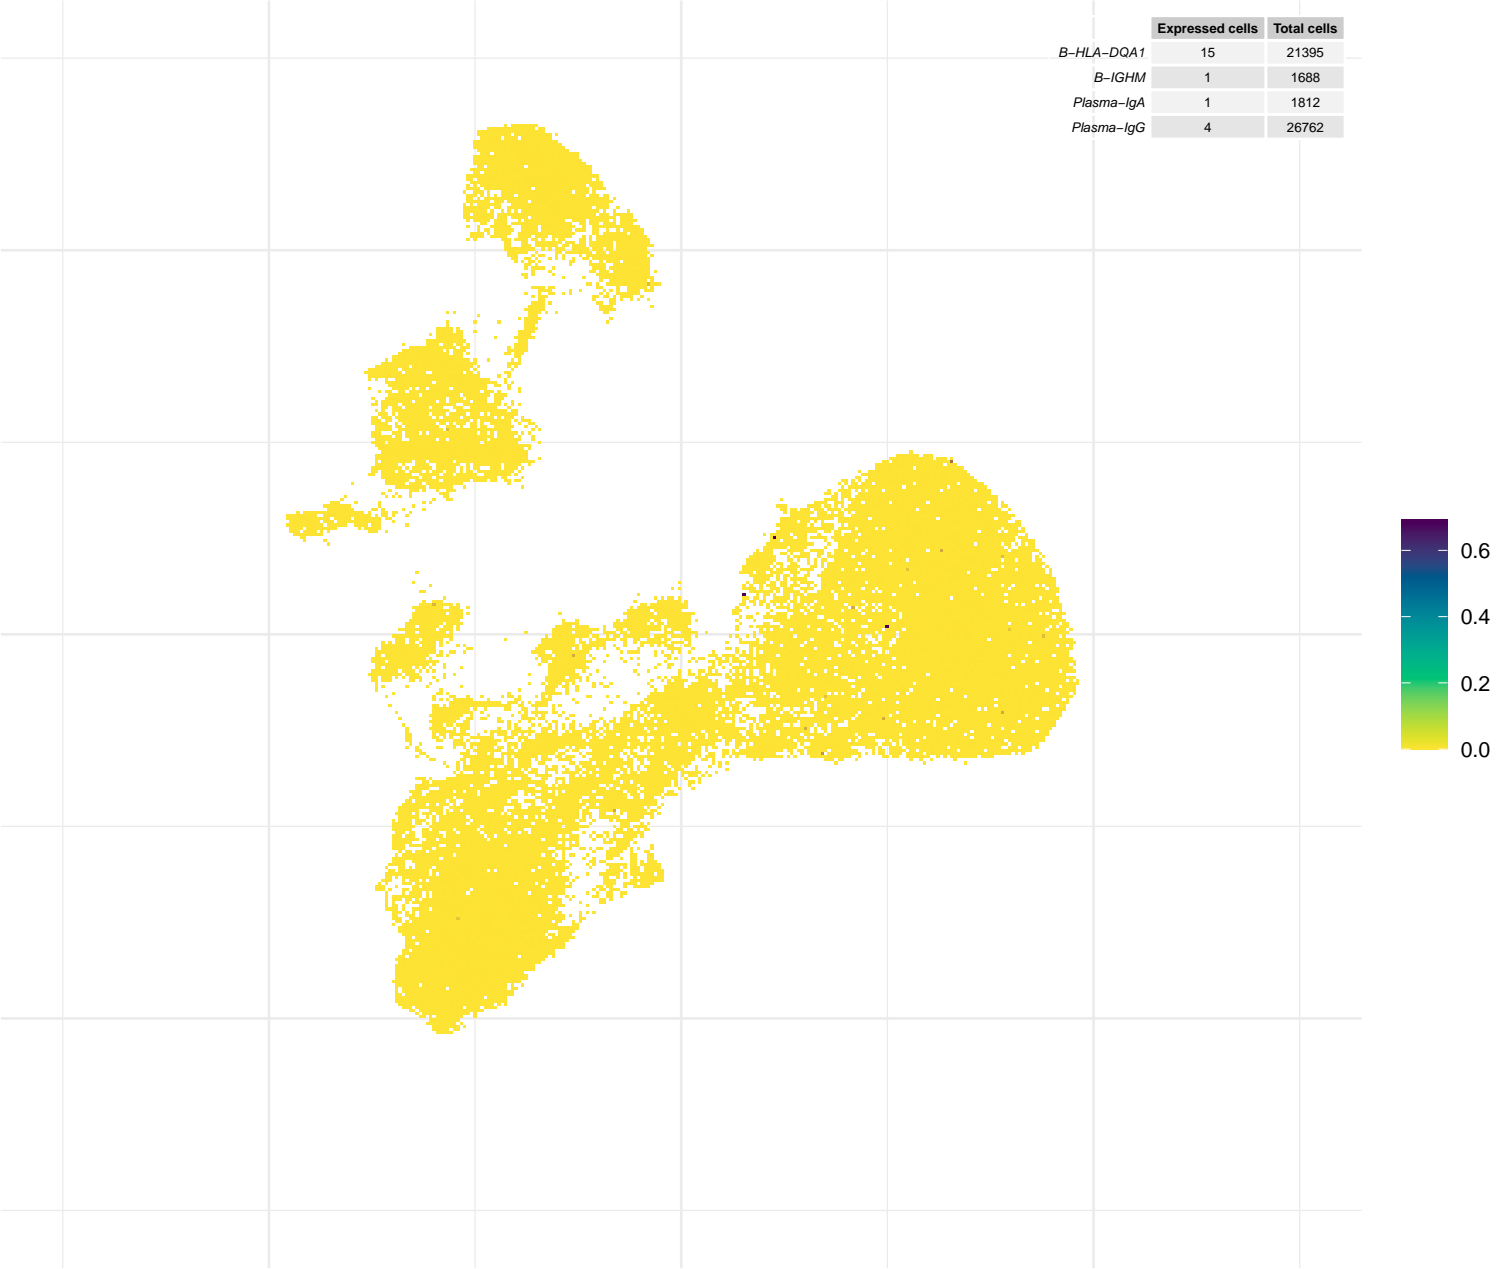 Expressed cells Total cells
B−HLA−DQA1 15 21395
B−IGHM 1 1688
Plasma−IgA 1 1812
Plasma−IgG 4 26762
0.6
0.4
0.2
0.0